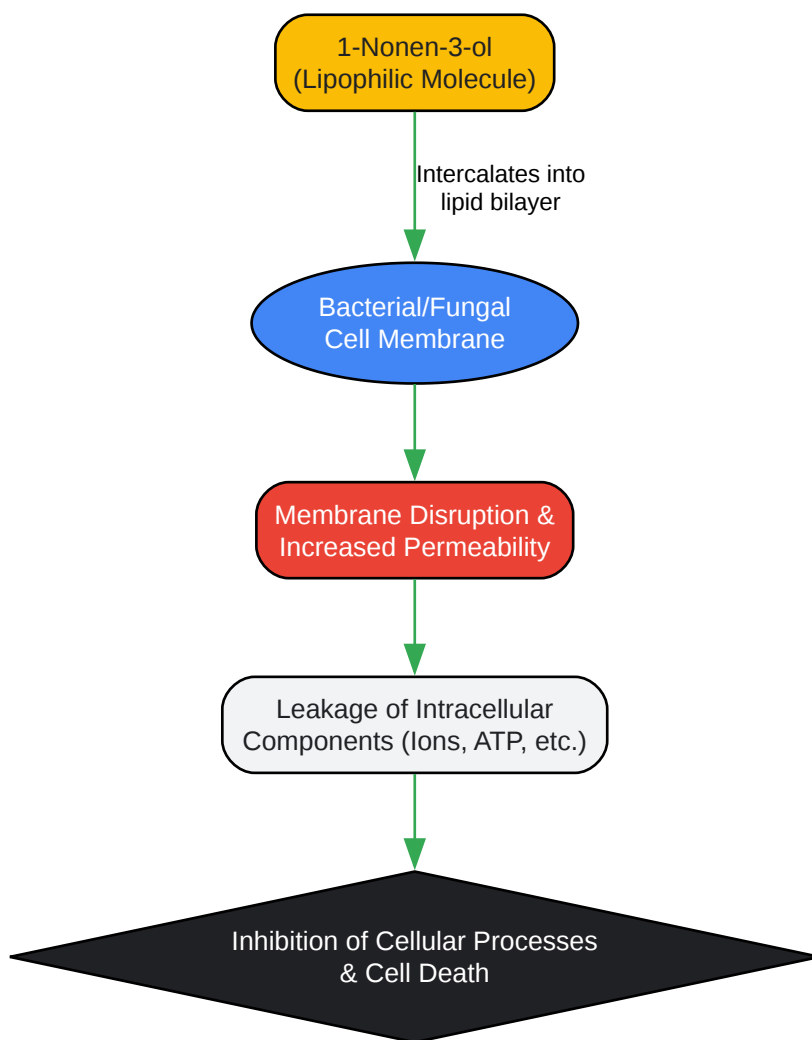 1-Nonen-3-ol
(Lipophilic Molecule)
Intercalates into
lipid bilayer
Bacterial/Fungal
Cell Membrane
Membrane Disruption &
Increased Permeability
Leakage of Intracellular
Components (Ions, ATP, etc.)
Inhibition of Cellular Processes
& Cell Death